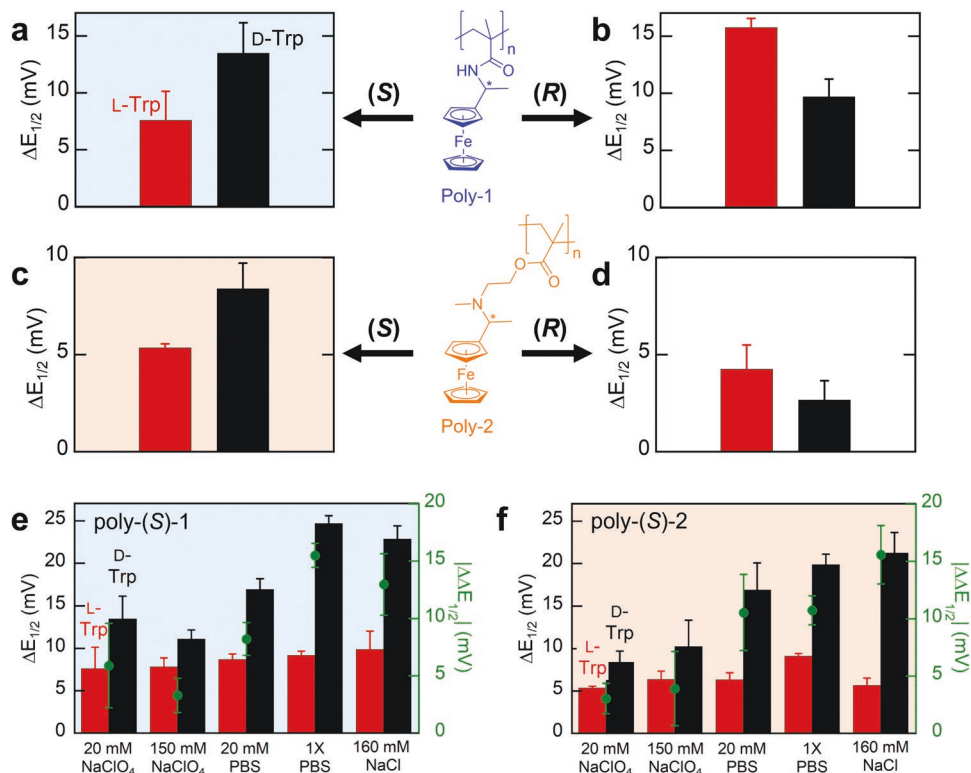 a
ΔE1/2 (mV)
15
10
5
0
L-Trp
D-Trp
n
NH
O
*
(S)
(R)
Fe
Poly-1
b
ΔE1/2 (mV)
15
10
5
0
c
ΔE1/2 (mV)
10
5
0
n
O
O
N
*
(S)
(R)
Fe
Poly-2
d
ΔE1/2 (mV)
10
5
0
e
poly-(S)-1
ΔE1/2 (mV)
25
20
15
10
5
0
L-
Trp
D-
Trp
20
15
10
5
0
|ΔΔE1/2| (mV)
20 mM
NaClO4
150 mM
NaClO4
20 mM
PBS
1X
PBS
160 mM
NaCl
f
poly-(S)-2
ΔE1/2 (mV)
25
20
15
10
5
0
L-
Trp
D-
Trp
20
15
10
5
0
|ΔΔE1/2| (mV)
20 mM
NaClO4
150 mM
NaClO4
20 mM
PBS
1X
PBS
160 mM
NaCl